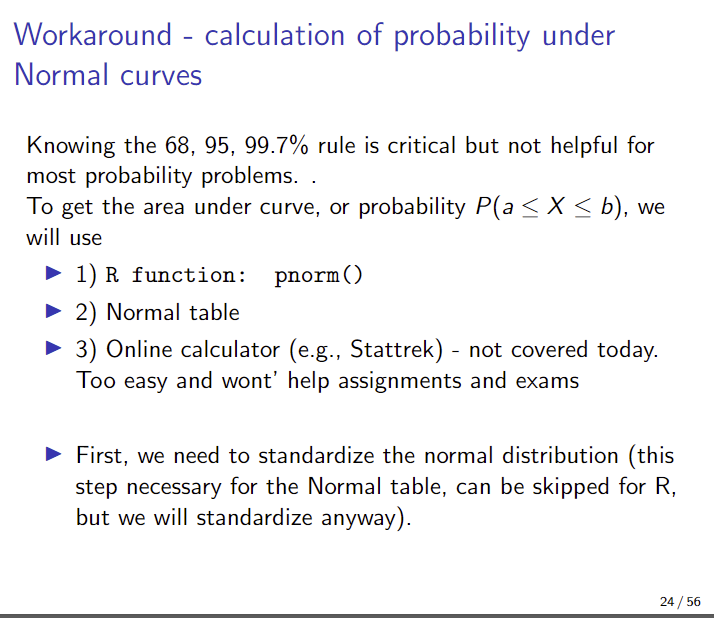 Workaround - calculation of probability under
Normal curves
Knowing the 68, 95, 99.7% rule is critical but not helpful for
most probability problems. .
To get the area under curve, or probability P(a ≤ X ≤ b), we
will use
▶ 1) R function:  pnorm()
▶ 2) Normal table
▶ 3) Online calculator (e.g., Stattrek) - not covered today.
Too easy and wont' help assignments and exams
▶ First, we need to standardize the normal distribution (this
step necessary for the Normal table, can be skipped for R,
but we will standardize anyway).
24 / 56